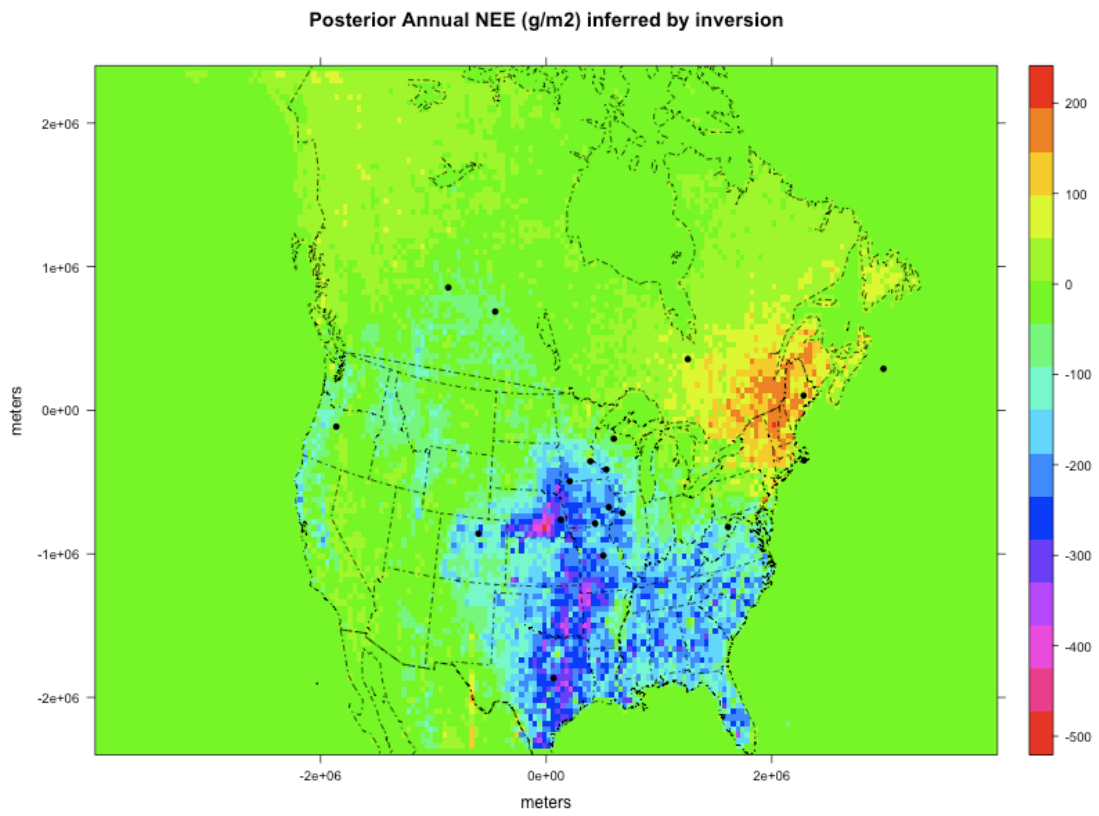 Posterior Annual NEE (g/m2) inferred by inversion
2e+06
1e+06
0e+00
-1e+06
-2e+06
meters
-2e+06
0e+00
2e+06
meters
200
100
0
-100
-200
-300
-400
-500